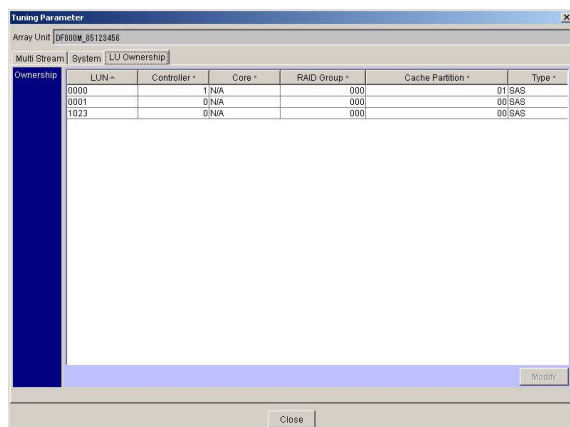 Tuning Parameter X
Array Unit DF800M_85123456
Multi Stream System LU Ownership
Ownership LUN Controller Core RAID Group Cache Partition Type
0000 1 N/A 000 01 SAS
0001 0 N/A 000 00 SAS
1023 0 N/A 000 00 SAS
Modify
Close